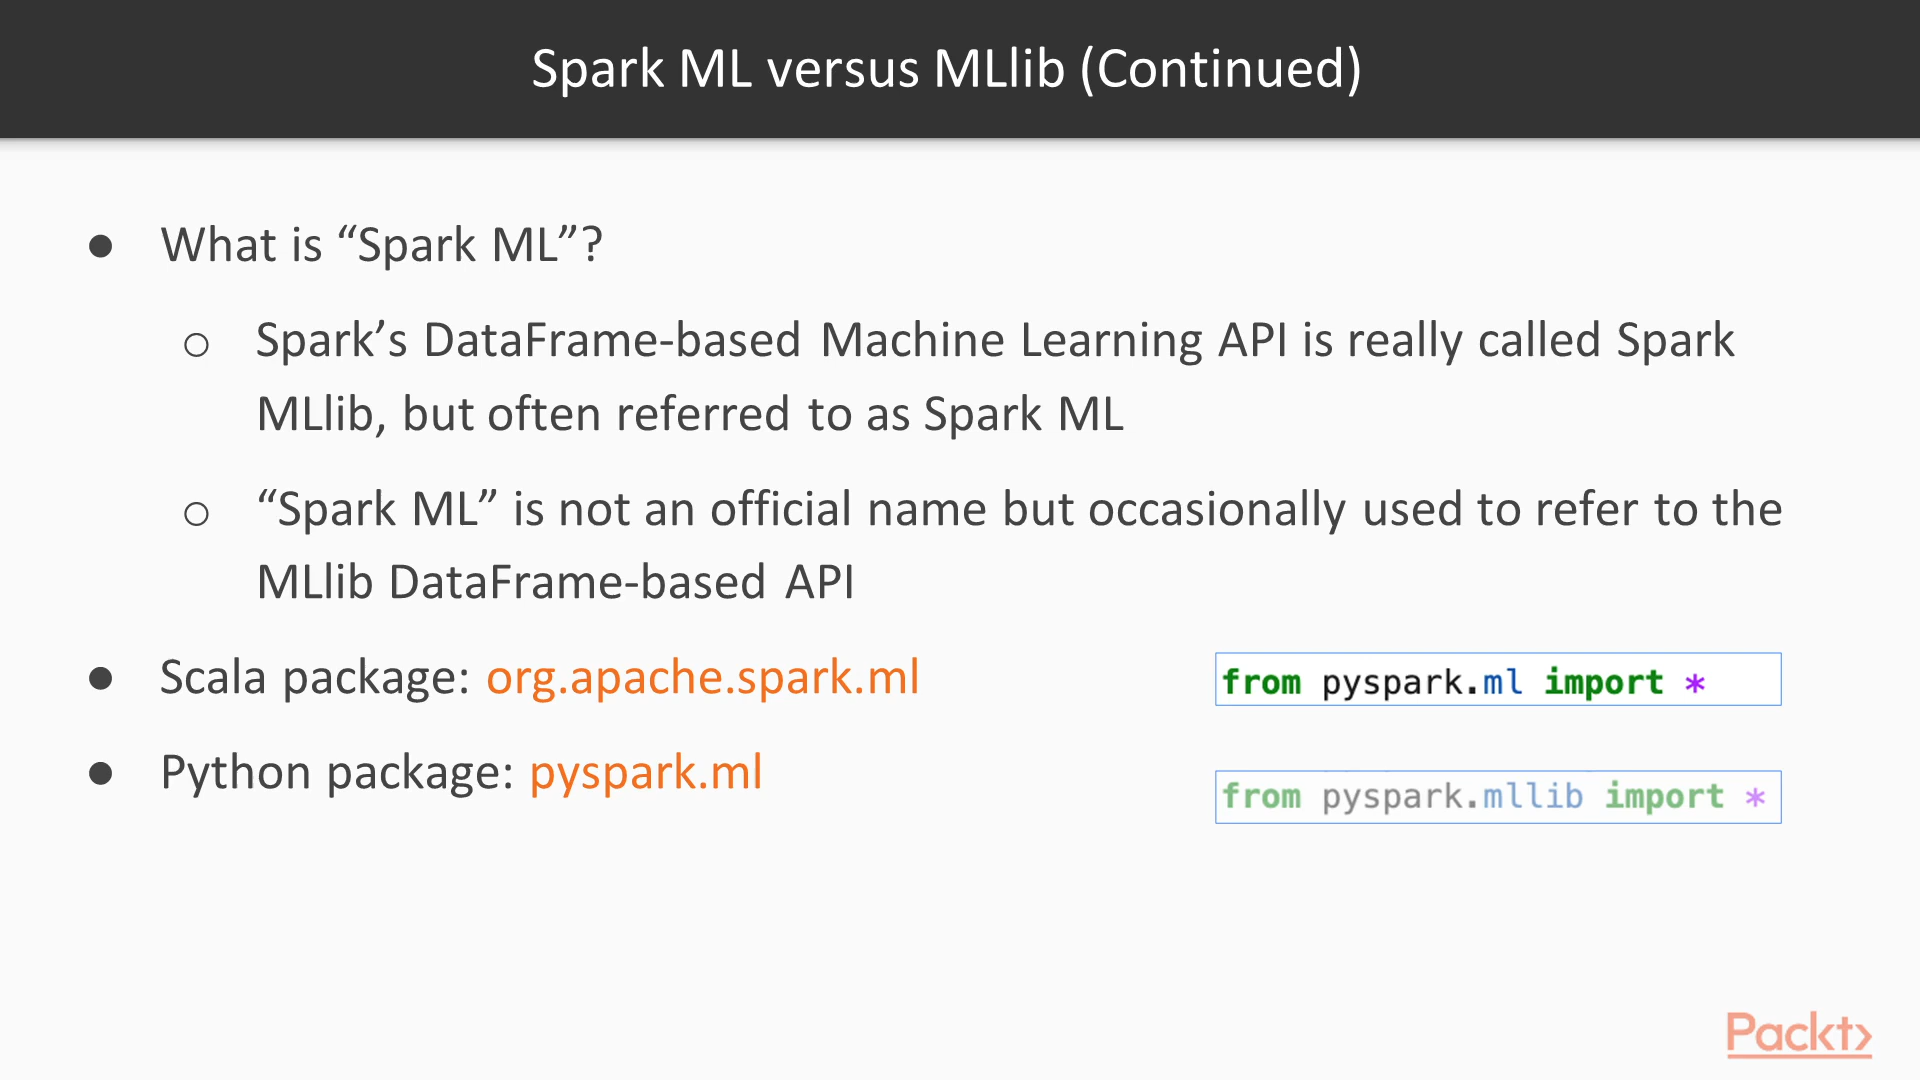 Spark ML versus MLlib (Continued)
● What is “Spark ML”?
○ Spark’s DataFrame-based Machine Learning API is really called Spark
MLlib, but often referred to as Spark ML
○ “Spark ML” is not an official name but occasionally used to refer to the
MLlib DataFrame-based API
● Scala package: org.apache.spark.ml
from pyspark.ml import *
● Python package: pyspark.ml
from pyspark.mllib import *
Packt>